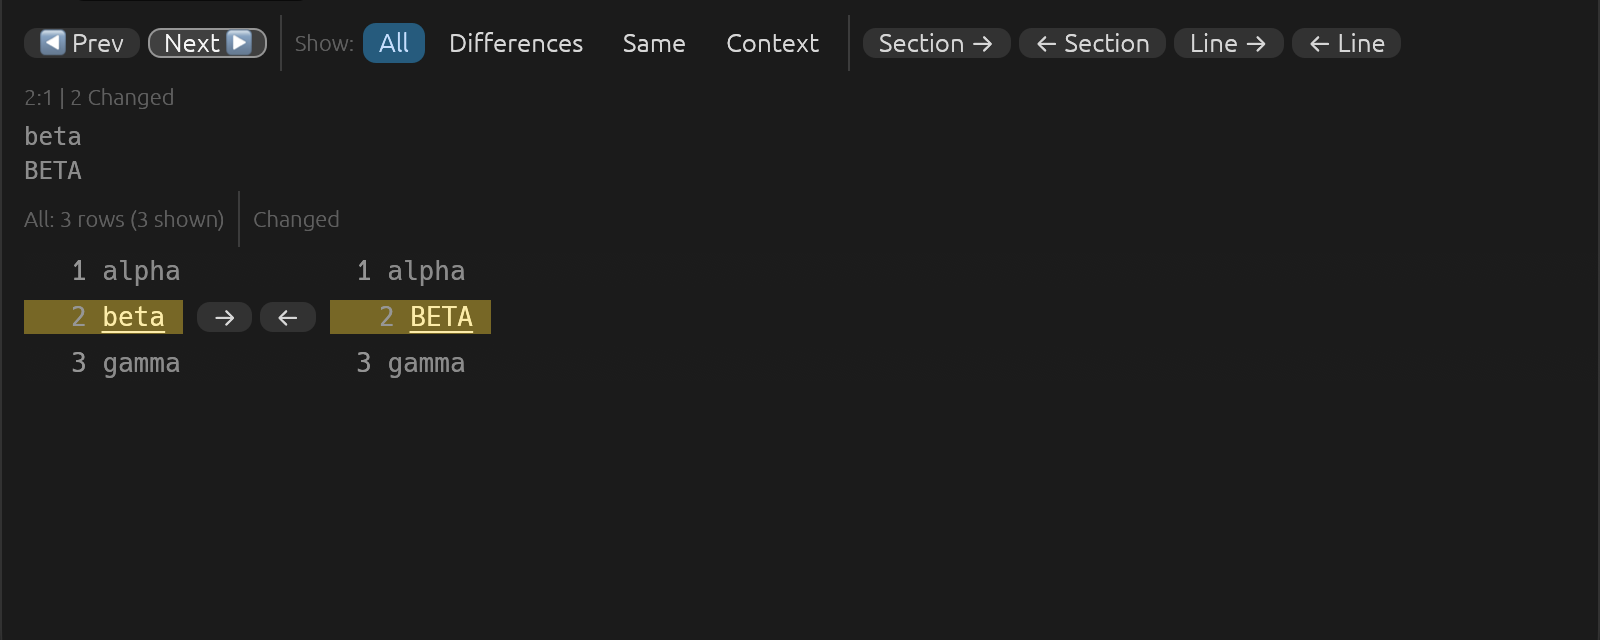 ◀ Prev Next ▶ Show: All Differences Same Context Section → ← Section Line → ← Line
2:1 | 2 Changed
beta
BETA
All: 3 rows (3 shown) Changed
1 alpha 1 alpha
2 beta → ← 2 BETA
3 gamma 3 gamma